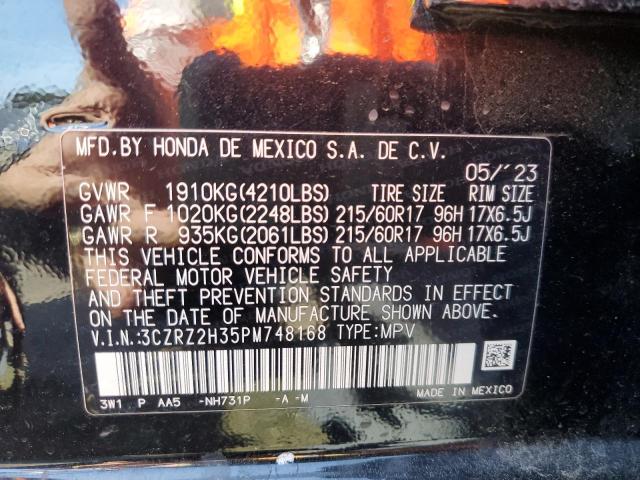 MFD.BY HONDA DE MEXICO S.A. DE C.V.
05/'23
GVWR 1910KG(4210LBS) TIRE SIZE RIM SIZE
GAWR F 1020KG(2248LBS) 215/60R17 96H 17X6.5J
GAWR R 935KG(2061LBS) 215/60R17 96H 17X6.5J
THIS VEHICLE CONFORMS TO ALL APPLICABLE
FEDERAL MOTOR VEHICLE SAFETY
AND THEFT PREVENTION STANDARDS IN EFFECT
ON THE DATE OF MANUFACTURE SHOWN ABOVE.
V.I.N.:3CZRZ2H35PM748168 TYPE:MPV
3W1 P AA5 -NH731P -A -M
MADE IN MEXICO